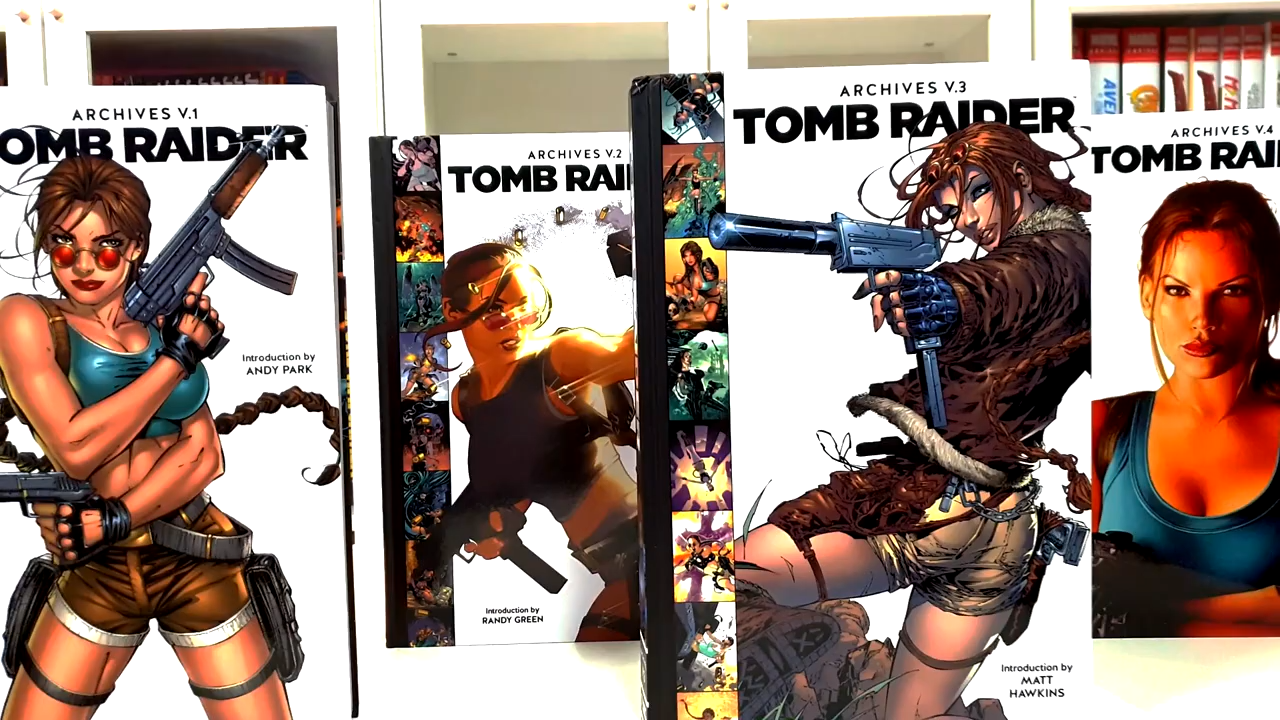 ARCHIVES V.1
TOMB RAIDER
Introduction by
ANDY PARK
ARCHIVES V.2
TOMB RAI
Introduction by
RANDY GREEN
ARCHIVES V.3
TOMB RAIDER
Introduction by
MATT
HAWKINS
ARCHIVES V.4
TOMB RAI
AVE